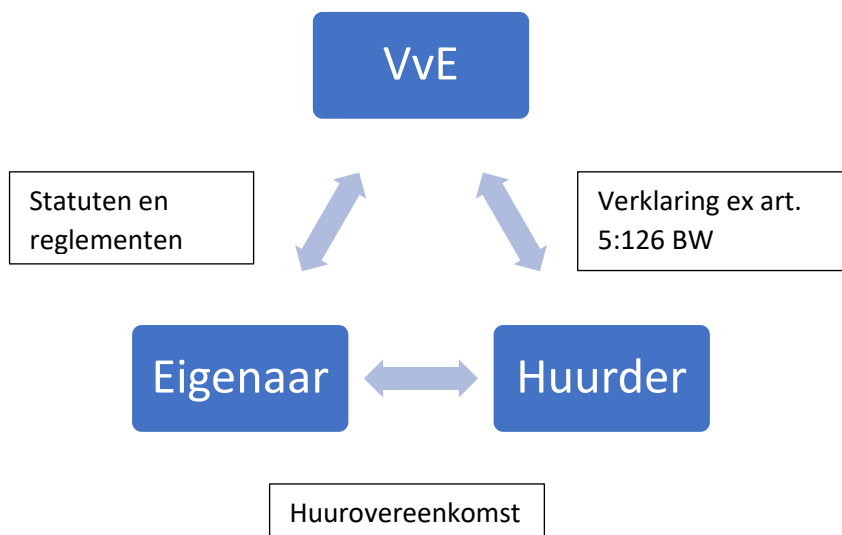 VvE
Statuten en
reglementen
Verklaring ex art.
5:126 BW
Eigenaar
Huurder
Huurovereenkomst